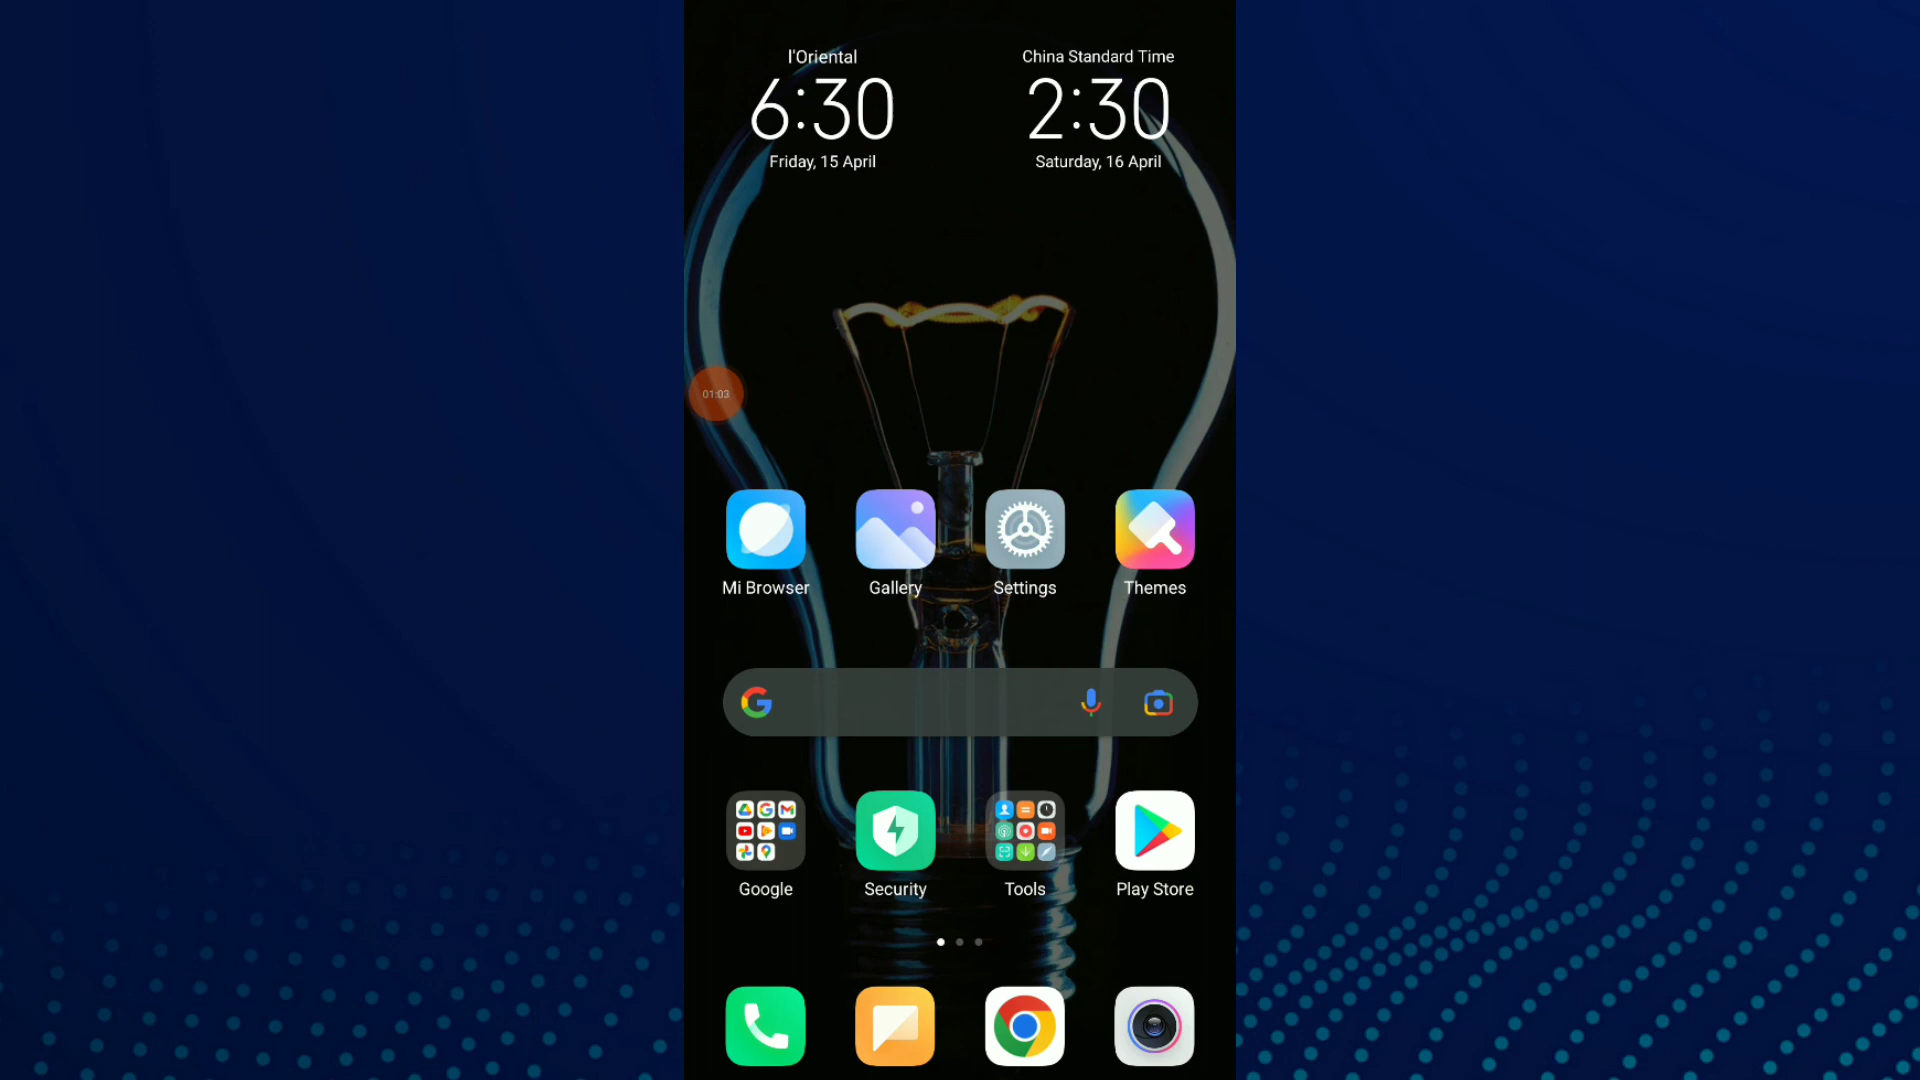 l'Oriental
6:30
Friday, 15 April
China Standard Time
2:30
Saturday, 16 April
01:03
Mi Browser
Gallery
Settings
Themes
Google
Security
Tools
Play Store